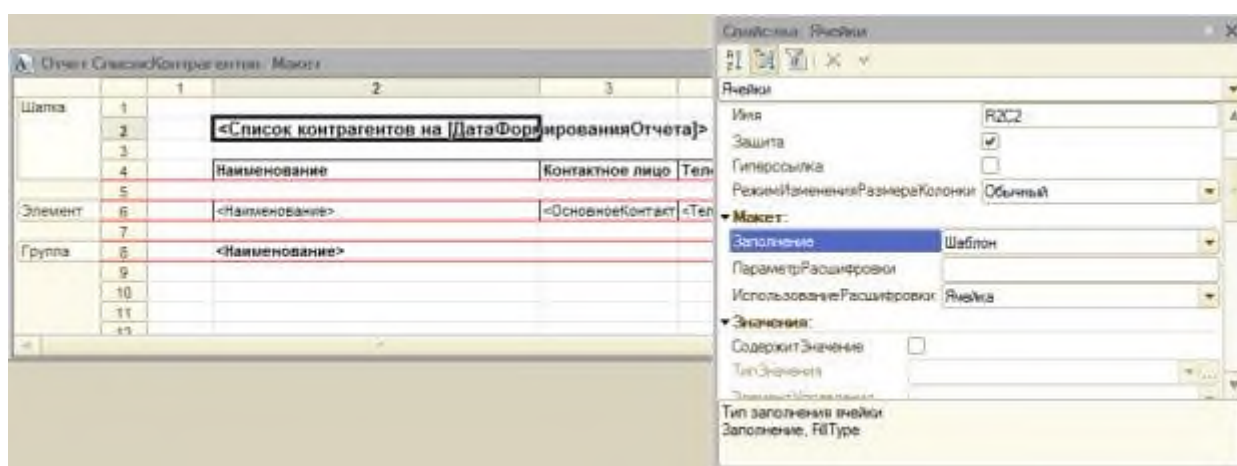 Отчет СписокКонтрагентов: Макет
1 2 3
Шапка 1
2 <Список контрагентов на [ДатаФормированияОтчета]>
3
4 Наименование Контактное лицо Теле
5
Элемент 6 <Наименование> <ОсновноеКонтакт <Тел
7
Группа 8 <Наименование>
9
10
11
12
Свойства: Ячейки
Ячейки
Имя R2C2
Защита
Гиперссылка
РежимИзмененияРазмераКолонки Обычный
Макет:
Заполнение Шаблон
ПараметрРасшифровки
ИспользованиеРасшифровки Ячейка
Значения:
СодержитЗначение
ТипЗначения
Тип заполнения ячейки
Заполнение, FillType